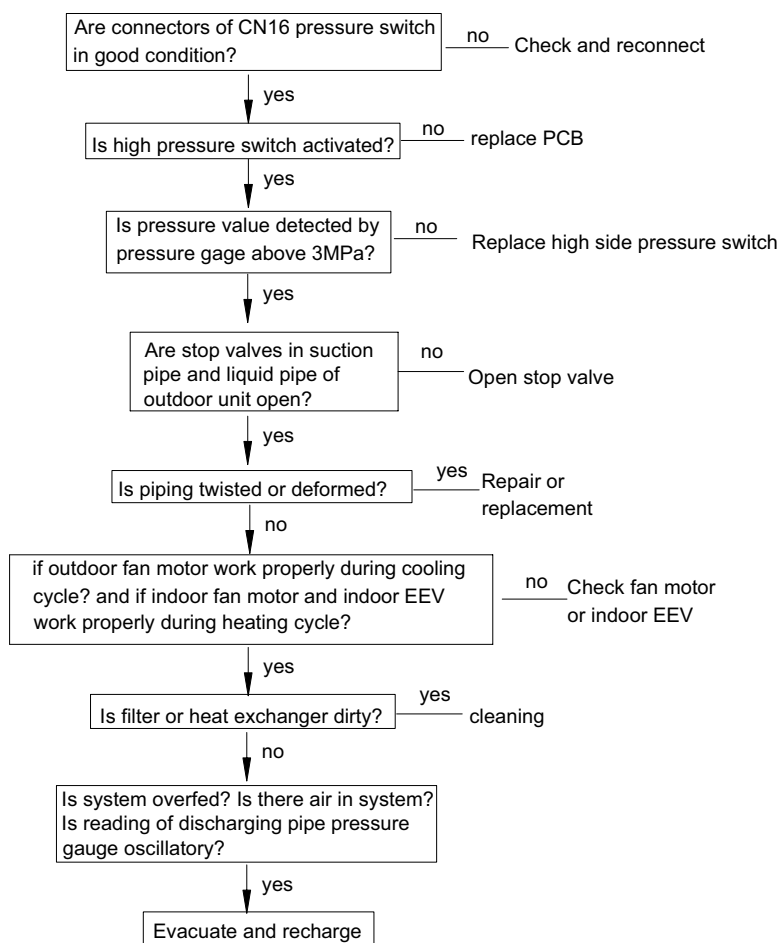 Are connectors of CN16 pressure switch
in good condition?
no
Check and reconnect
yes
Is high pressure switch activated?
no
replace PCB
yes
Is pressure value detected by
pressure gage above 3MPa?
no
Replace high side pressure switch
yes
Are stop valves in suction
pipe and liquid pipe of
outdoor unit open?
no
Open stop valve
yes
Is piping twisted or deformed?
yes
Repair or
replacement
no
if outdoor fan motor work properly during cooling
cycle? and if indoor fan motor and indoor EEV
work properly during heating cycle?
no
Check fan motor
or indoor EEV
yes
Is filter or heat exchanger dirty?
yes
cleaning
no
Is system overfed? Is there air in system?
Is reading of discharging pipe pressure
gauge oscillatory?
yes
Evacuate and recharge